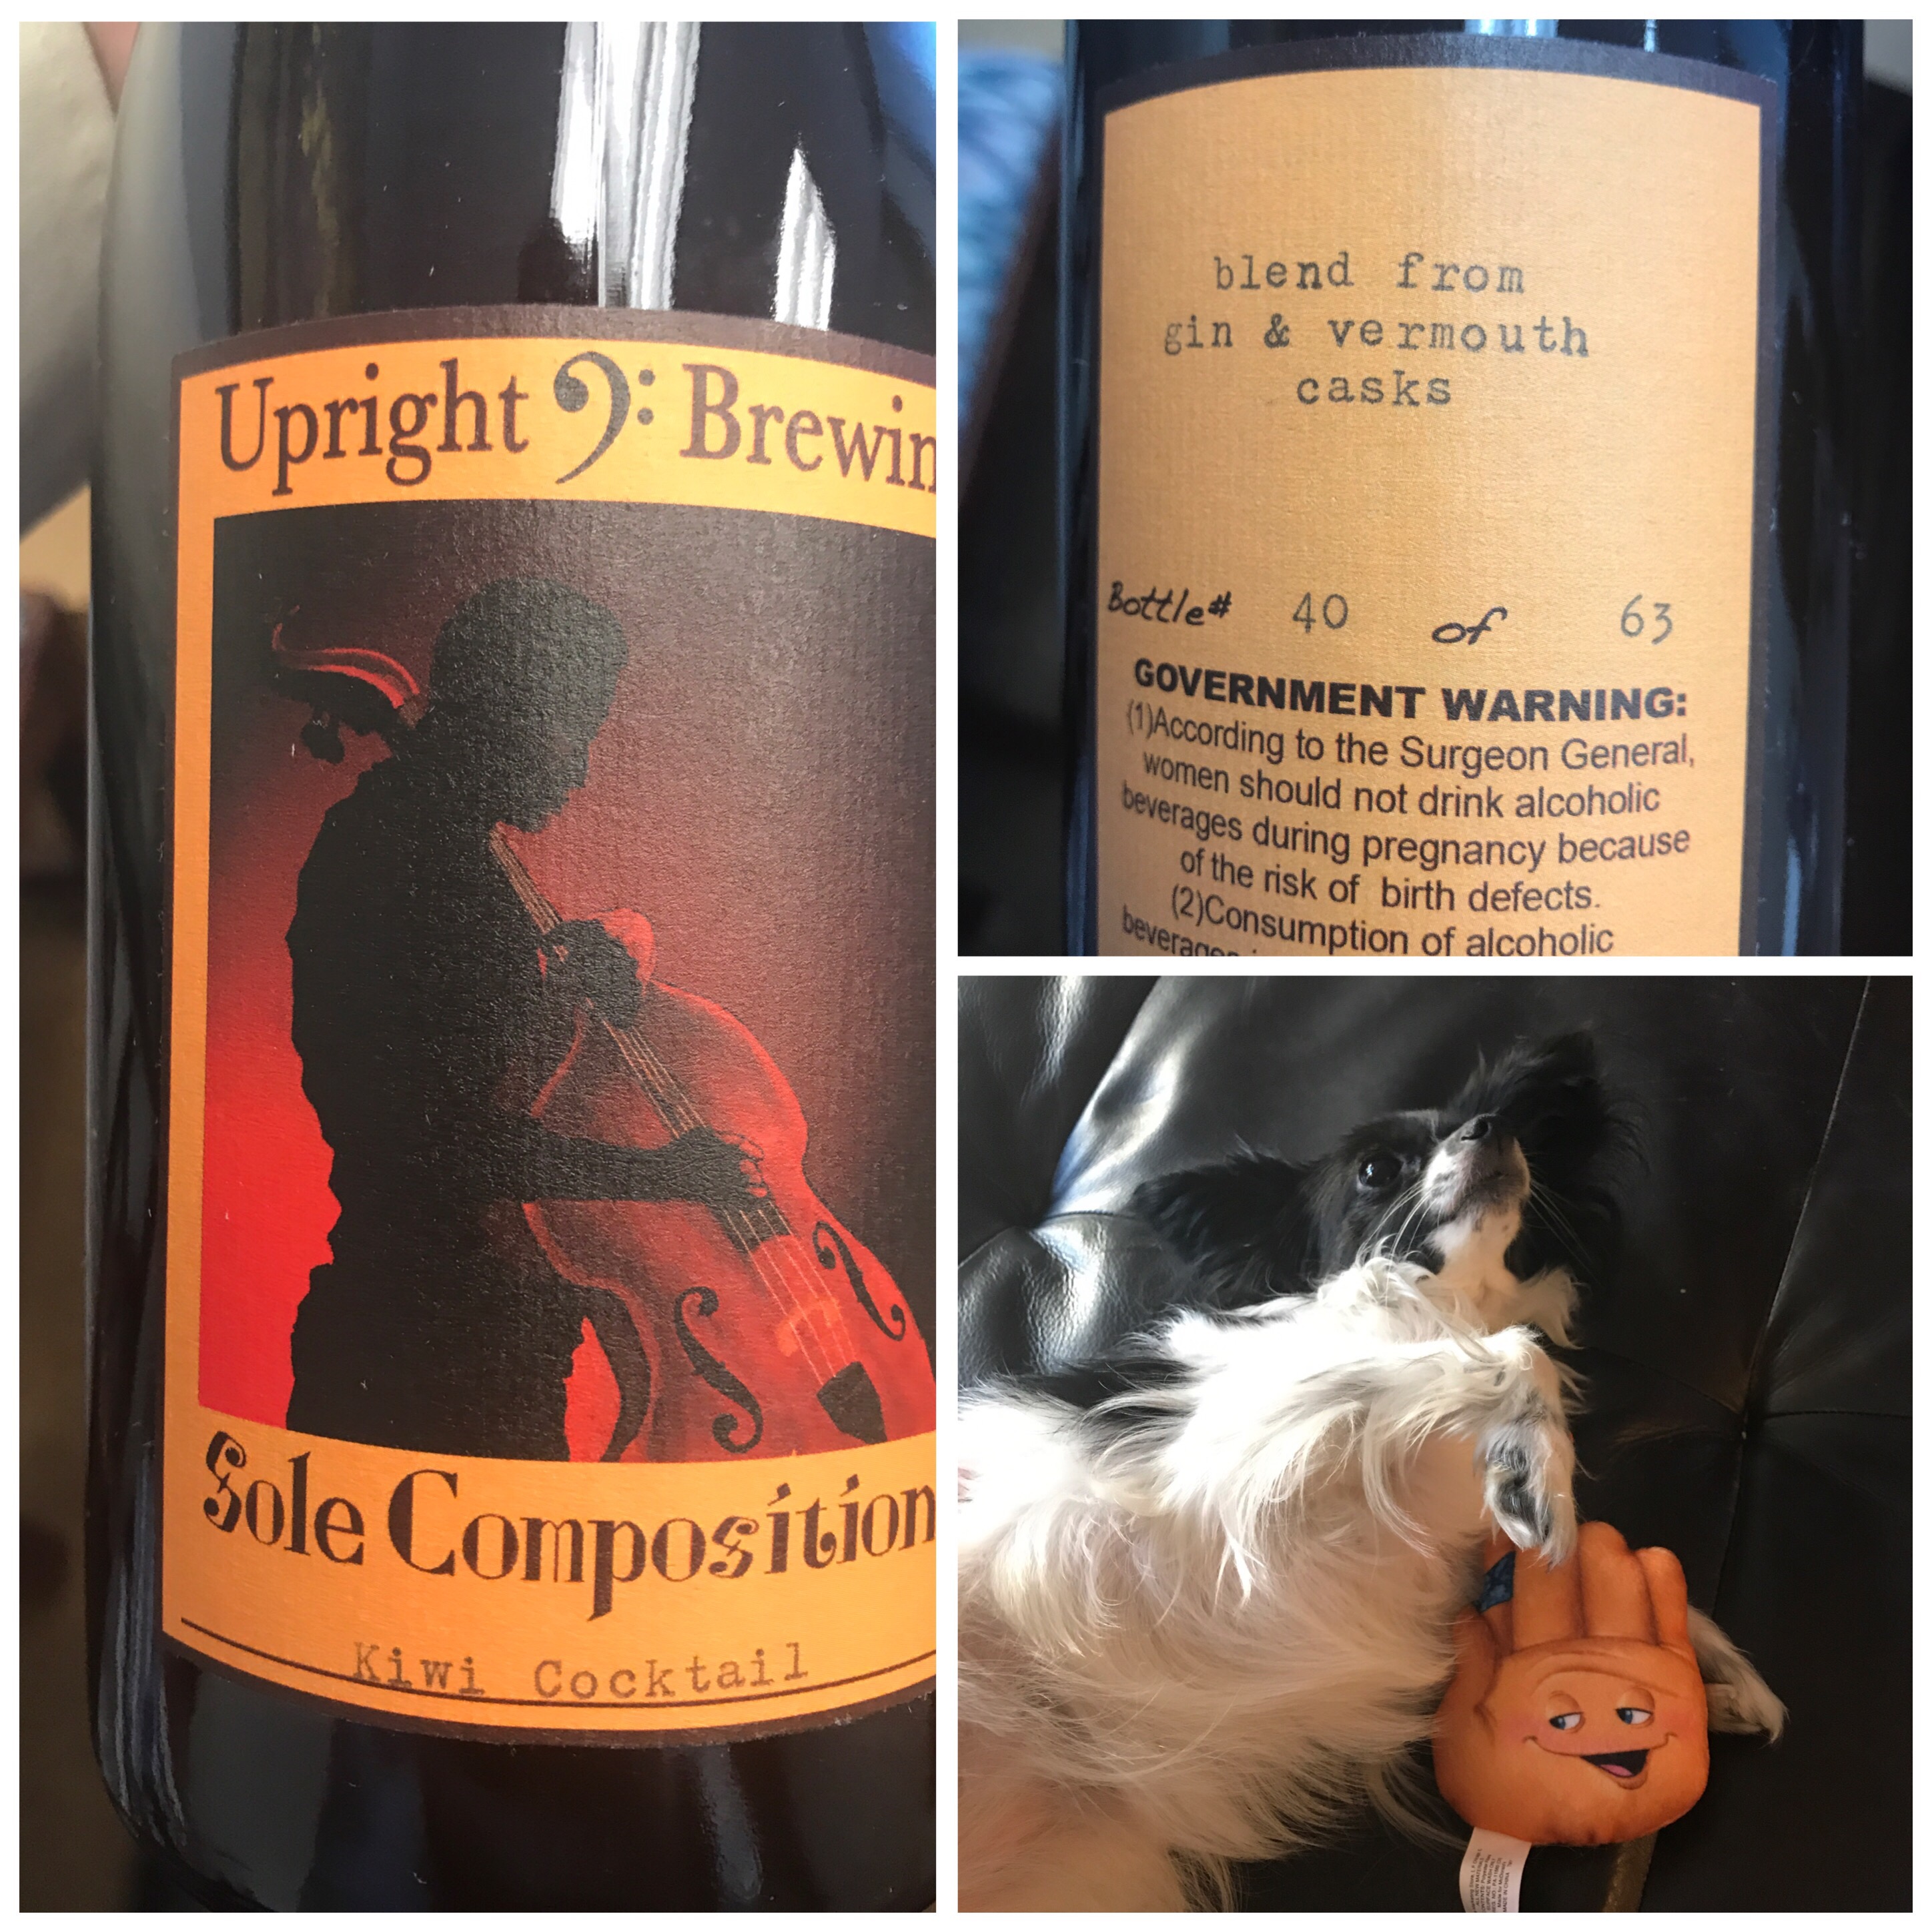 Upright Brewin
Sole Composition
Kiwi Cocktail
blend from
gin & vermouth
casks
Bottle# 40 of 63
GOVERNMENT WARNING:
(1)According to the Surgeon General,
women should not drink alcoholic
beverages during pregnancy because
of the risk of birth defects.
(2)Consumption of alcoholic